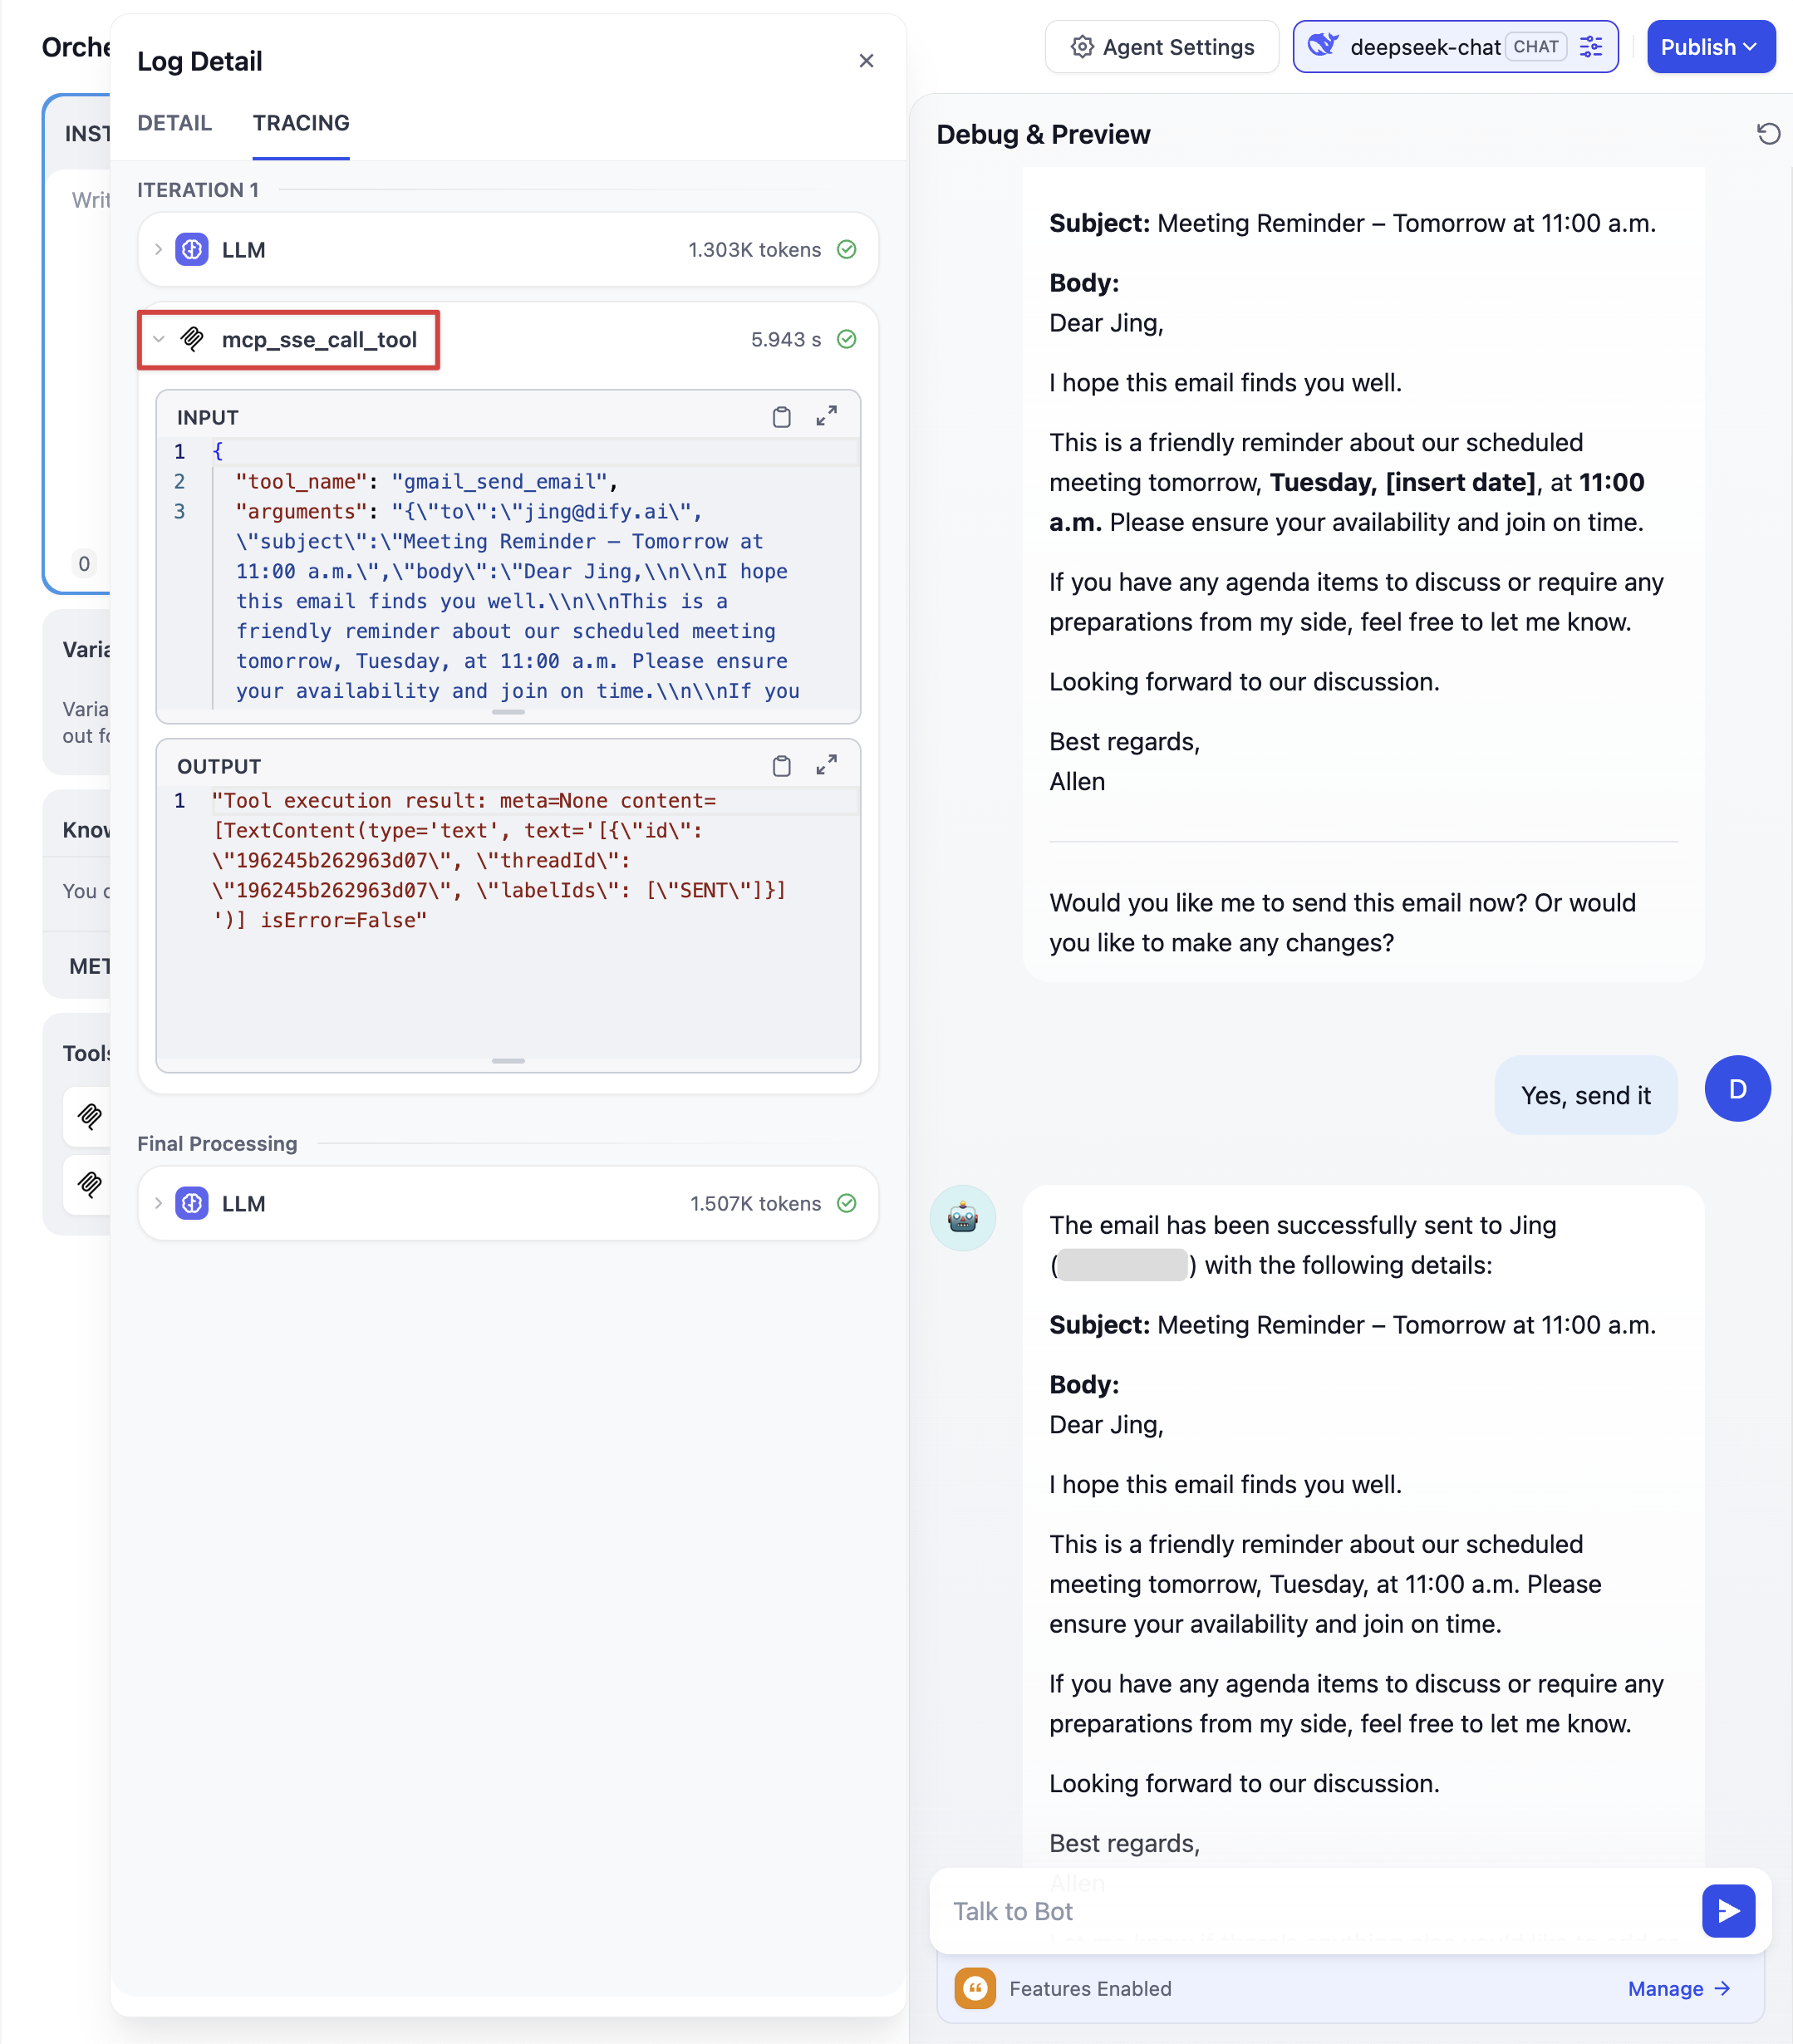 Orche
Log Detail
DETAIL TRACING
ITERATION 1
LLM 1.303K tokens
mcp_sse_call_tool 5.943 s
INPUT
1 {
2 "tool_name": "gmail_send_email",
3 "arguments": "{\"to\":\"jing@dify.ai\",
\"subject\":\"Meeting Reminder – Tomorrow at
11:00 a.m.\",\"body\":\"Dear Jing,\\n\\nI hope
this email finds you well.\\n\\nThis is a
friendly reminder about our scheduled meeting
tomorrow, Tuesday, at 11:00 a.m. Please ensure
your availability and join on time.\\n\\nIf you
OUTPUT
1 "Tool execution result: meta=None content=
[TextContent(type='text', text='[{\"id\":
\"196245b262963d07\", \"threadId\":
\"196245b262963d07\", \"labelIds\": [\"SENT\"]}]
')] isError=False"
Final Processing
LLM 1.507K tokens
INST
Writ
0
Varia
Varia
out fo
Know
You c
MET
Tools
Agent Settings
deepseek-chat CHAT
Publish
Debug & Preview
Subject: Meeting Reminder – Tomorrow at 11:00 a.m.
Body:
Dear Jing,
I hope this email finds you well.
This is a friendly reminder about our scheduled
meeting tomorrow, Tuesday, [insert date], at 11:00
a.m. Please ensure your availability and join on time.
If you have any agenda items to discuss or require any
preparations from my side, feel free to let me know.
Looking forward to our discussion.
Best regards,
Allen
Would you like me to send this email now? Or would
you like to make any changes?
Yes, send it
D
The email has been successfully sent to Jing
( ) with the following details:
Subject: Meeting Reminder – Tomorrow at 11:00 a.m.
Body:
Dear Jing,
I hope this email finds you well.
This is a friendly reminder about our scheduled
meeting tomorrow, Tuesday, at 11:00 a.m. Please
ensure your availability and join on time.
If you have any agenda items to discuss or require any
preparations from my side, feel free to let me know.
Looking forward to our discussion.
Best regards,
Allen
Talk to Bot
Features Enabled
Manage →